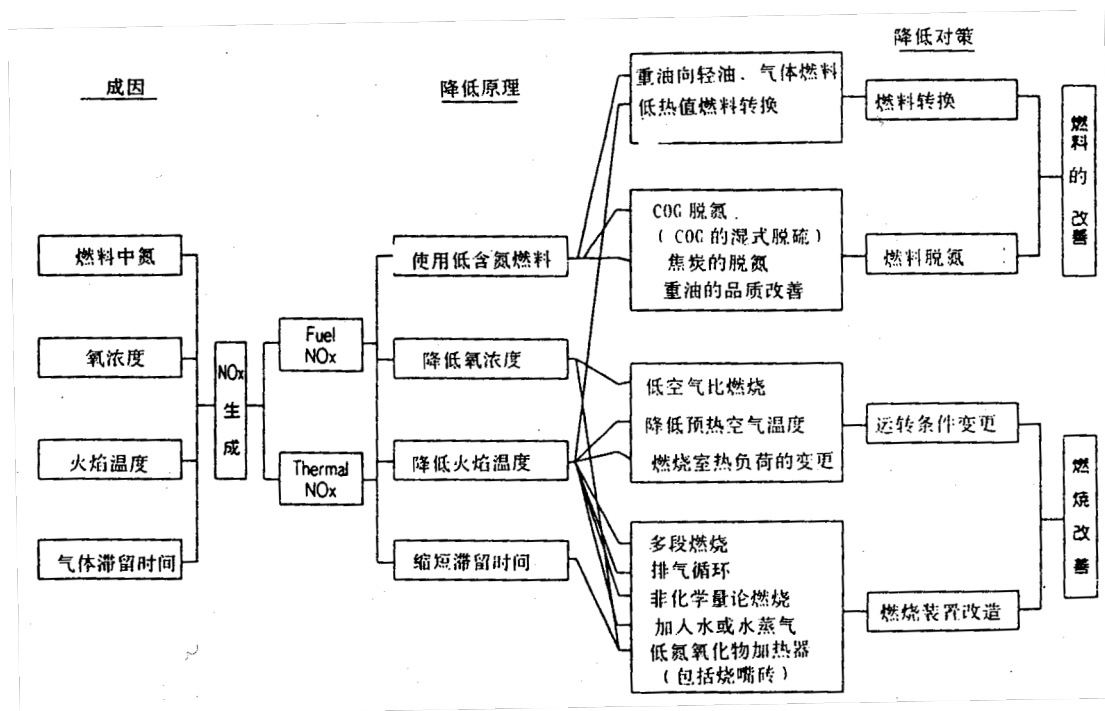 成因
降低原理
降低对策
燃料中氮
氧浓度
火焰温度
气体滞留时间
NOx
生
成
Fuel
NOx
Thermal
NOx
使用低含氮燃料
降低氧浓度
降低火焰温度
缩短滞留时间
重油向轻油、气体燃料
低热值燃料转换
COG 脱氮
(COG 的湿式脱硫)
焦炭的脱氮
重油的品质改善
低空气比燃烧
降低预热空气温度
燃烧室热负荷的变更
多段燃烧
排气循环
非化学量论燃烧
加入水或水蒸气
低氮氧化物加热器
(包括烧嘴砖)
燃料转换
燃料脱氮
运转条件变更
燃烧装置改造
燃料的改善
燃烧改善